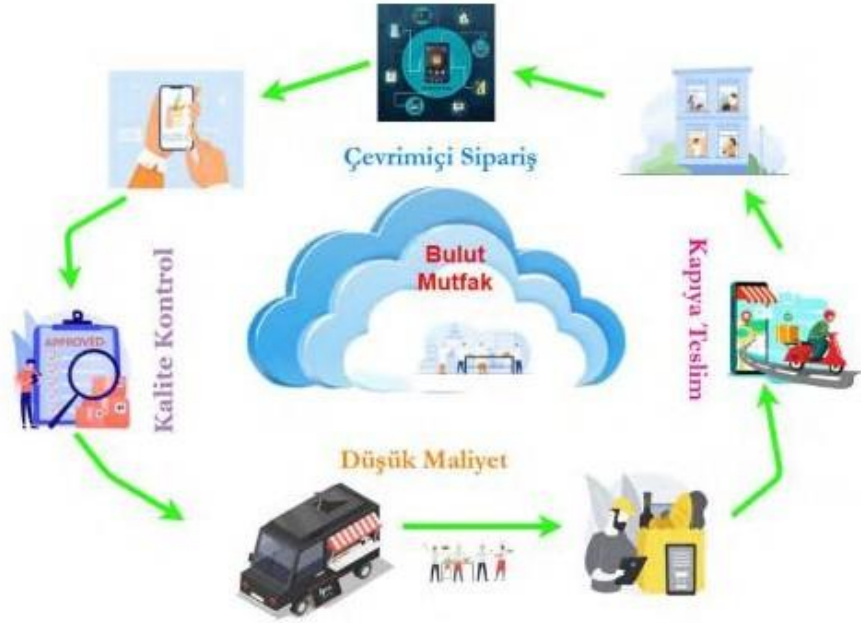 Çevrimiçi Sipariş
Bulut
Mutfak
Kalite Kontrol
Kapıya Teslim
APPROVED
Düşük Maliyet